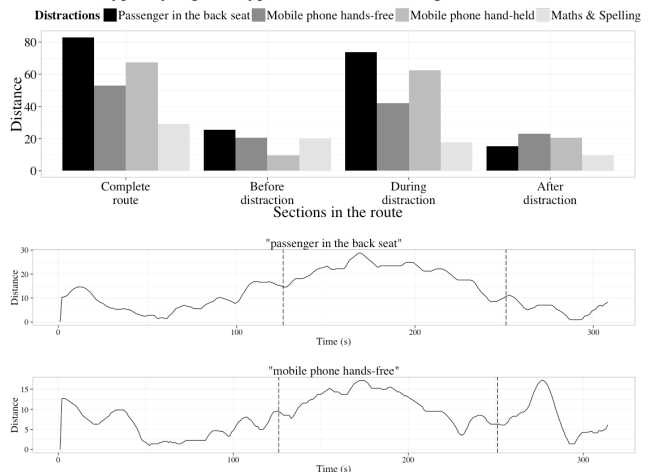 Distractions Passenger in the back seat Mobile phone hands-free Mobile phone hand-held Maths & Spelling
80
60
40
20
0
Distance
Complete route
Before distraction
During distraction
After distraction
Sections in the route
"passenger in the back seat"
30
20
10
0
Distance
0 100 200 300
Time (s)
"mobile phone hands-free"
15
10
5
0
Distance
0 100 200 300
Time (s)